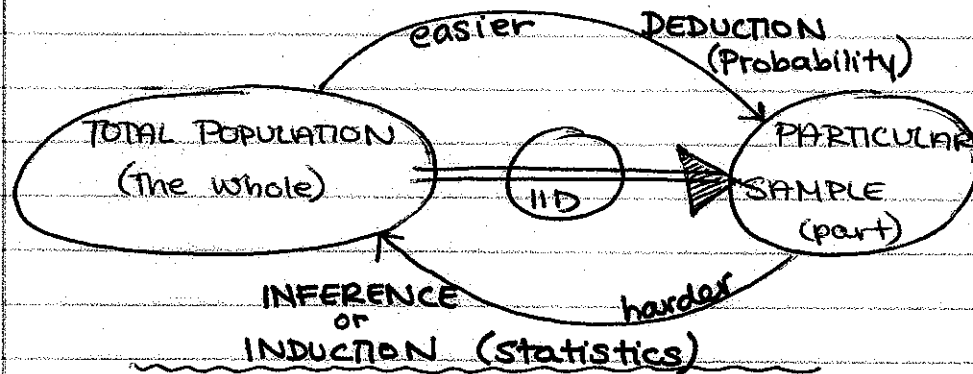 easier
DEDUCTION
(Probability)
TOTAL POPULATION
(The whole)
IID
PARTICULAR
SAMPLE
(part)
harder
INFERENCE
or
INDUCTION (statistics)